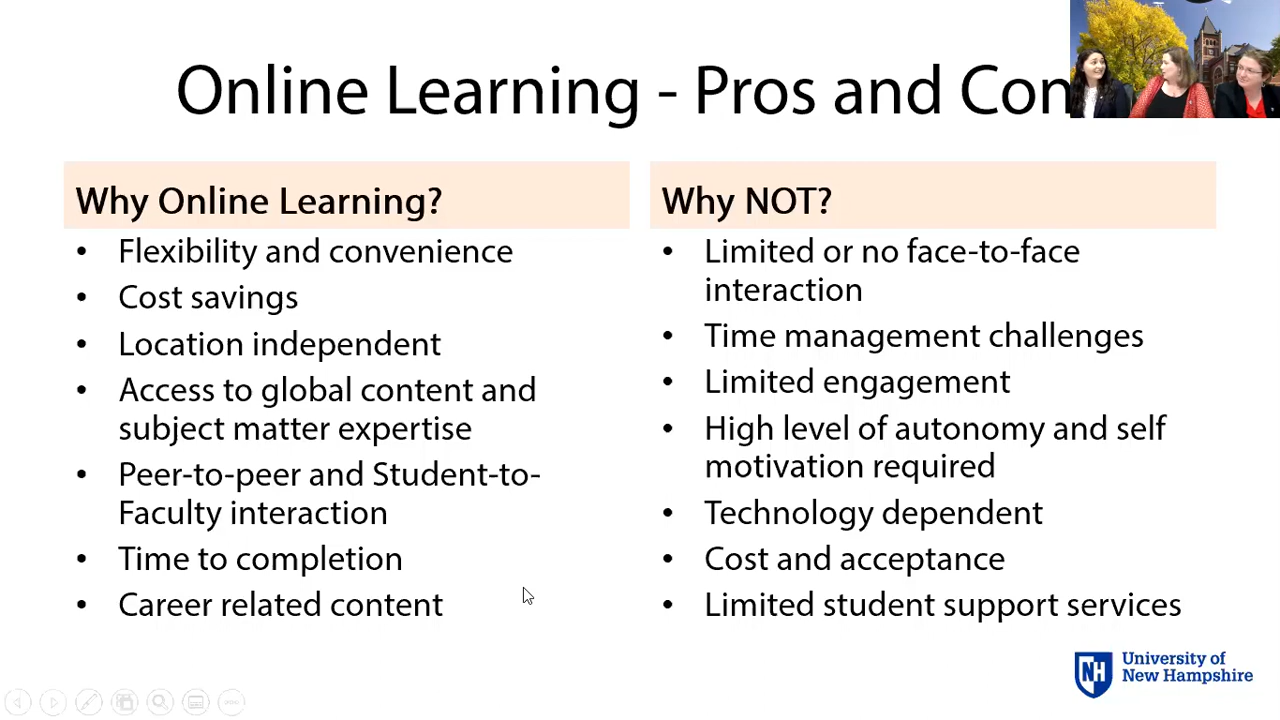 Online Learning - Pros and Con
Why Online Learning?
• Flexibility and convenience
• Cost savings
• Location independent
• Access to global content and
subject matter expertise
• Peer-to-peer and Student-to-
Faculty interaction
• Time to completion
• Career related content
Why NOT?
• Limited or no face-to-face
interaction
• Time management challenges
• Limited engagement
• High level of autonomy and self
motivation required
• Technology dependent
• Cost and acceptance
• Limited student support services
NH
University of
New Hampshire